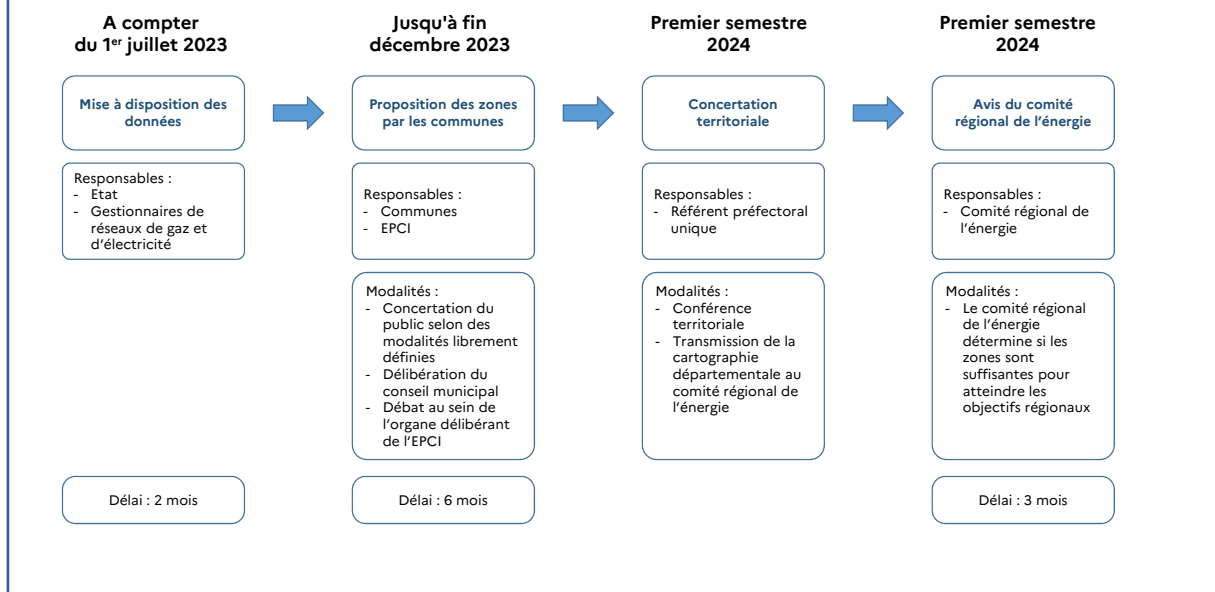 A compter
du 1er juillet 2023
Jusqu'à fin
décembre 2023
Premier semestre
2024
Premier semestre
2024
Mise à disposition des
données
Proposition des zones
par les communes
Concertation
territoriale
Avis du comité
régional de l'énergie
Responsables :
- Etat
- Gestionnaires de
réseaux de gaz et
d'électricité
Responsables :
- Communes
- EPCI
Responsables :
- Référent préfectoral
unique
Responsables :
- Comité régional de
l'énergie
Modalités :
- Concertation du
public selon des
modalités librement
définies
- Délibération du
conseil municipal
- Débat au sein de
l'organe délibérant
de l'EPCI
Modalités :
- Conférence
territoriale
- Transmission de la
cartographie
départementale au
comité régional de
l'énergie
Modalités :
- Le comité régional
de l'énergie
détermine si les
zones sont
suffisantes pour
atteindre les
objectifs régionaux
Délai : 2 mois
Délai : 6 mois
Délai : 3 mois